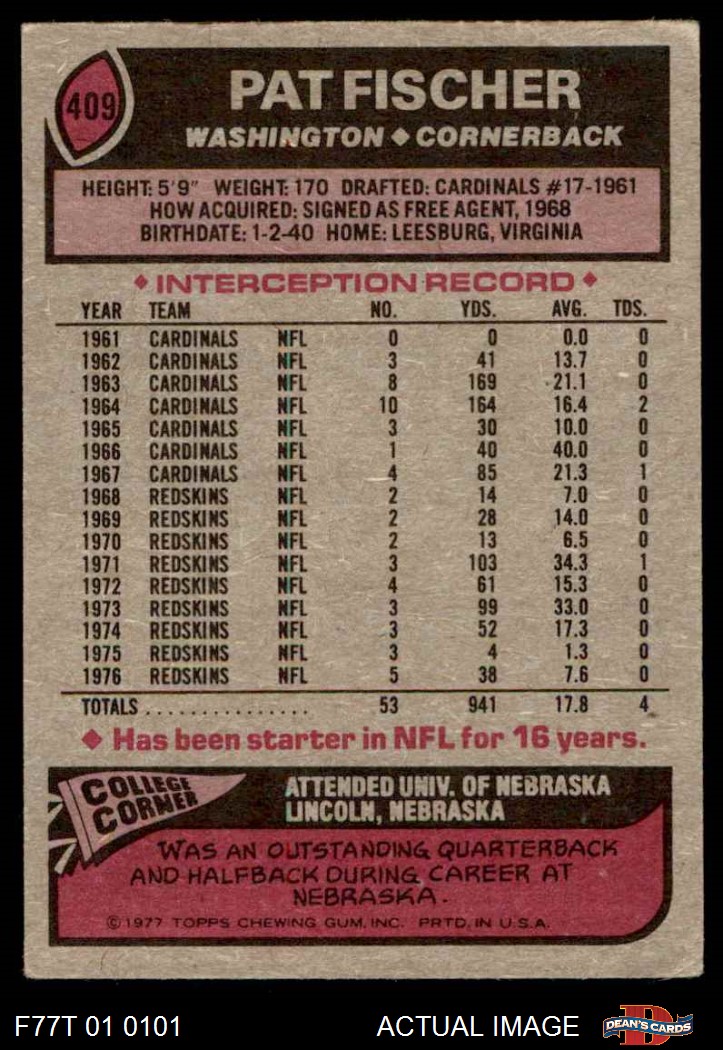 409
PAT FISCHER
WASHINGTON ◆ CORNERBACK
HEIGHT: 5'9" WEIGHT: 170 DRAFTED: CARDINALS #17-1961
HOW ACQUIRED: SIGNED AS FREE AGENT, 1968
BIRTHDATE: 1-2-40 HOME: LEESBURG, VIRGINIA
◆ INTERCEPTION RECORD ◆
YEAR TEAM NO. YDS. AVG. TDS.
1961 CARDINALS NFL 0 0 0.0 0
1962 CARDINALS NFL 3 41 13.7 0
1963 CARDINALS NFL 8 169 21.1 0
1964 CARDINALS NFL 10 164 16.4 2
1965 CARDINALS NFL 3 30 10.0 0
1966 CARDINALS NFL 1 40 40.0 0
1967 CARDINALS NFL 4 85 21.3 1
1968 REDSKINS NFL 2 14 7.0 0
1969 REDSKINS NFL 2 28 14.0 0
1970 REDSKINS NFL 2 13 6.5 0
1971 REDSKINS NFL 3 103 34.3 1
1972 REDSKINS NFL 4 61 15.3 0
1973 REDSKINS NFL 3 99 33.0 0
1974 REDSKINS NFL 3 52 17.3 0
1975 REDSKINS NFL 3 4 1.3 0
1976 REDSKINS NFL 5 38 7.6 0
TOTALS ................ 53 941 17.8 4
◆ Has been starter in NFL for 16 years.
COLLEGE CORNER
ATTENDED UNIV. OF NEBRASKA
LINCOLN, NEBRASKA
WAS AN OUTSTANDING QUARTERBACK
AND HALFBACK DURING CAREER AT
NEBRASKA.
© 1977 TOPPS CHEWING GUM, INC. PRTD. IN U.S.A.
F77T 01 0101 ACTUAL IMAGE DEAN'S CARDS